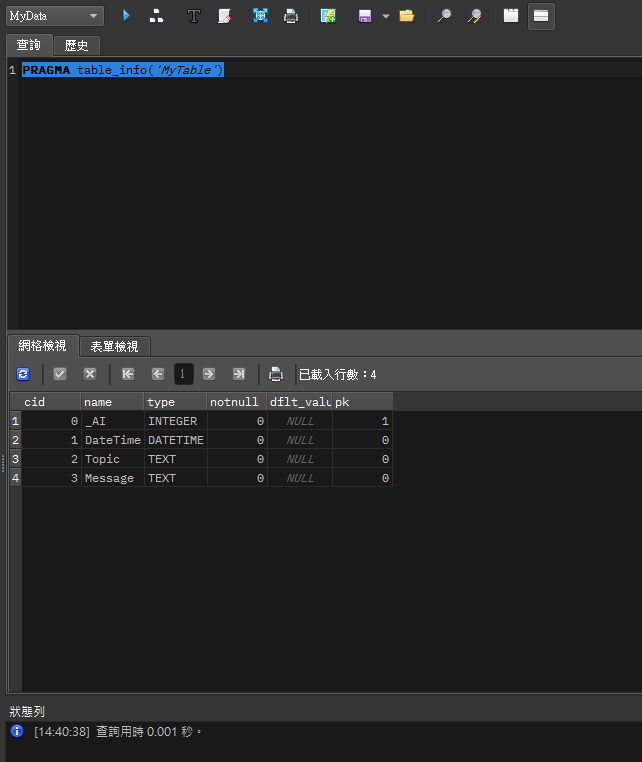 MyData
查詢 歷史
1 PRAGMA table_info('MyTable')
網格檢視 表單檢視
1 已載入行數：4
cid name type notnull dflt_valu pk
1 0 _AI INTEGER 0 NULL 1
2 1 DateTime DATETIME 0 NULL 0
3 2 Topic TEXT 0 NULL 0
4 3 Message TEXT 0 NULL 0
狀態列
[14:40:38] 查詢用時 0.001 秒。